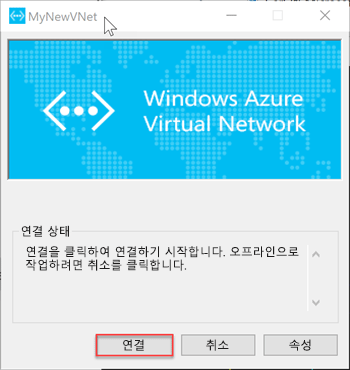 MyNewVNet
Windows Azure
Virtual Network
연결 상태
연결을 클릭하여 연결하기 시작합니다. 오프라인으로
작업하려면 취소를 클릭합니다.
연결 취소 속성